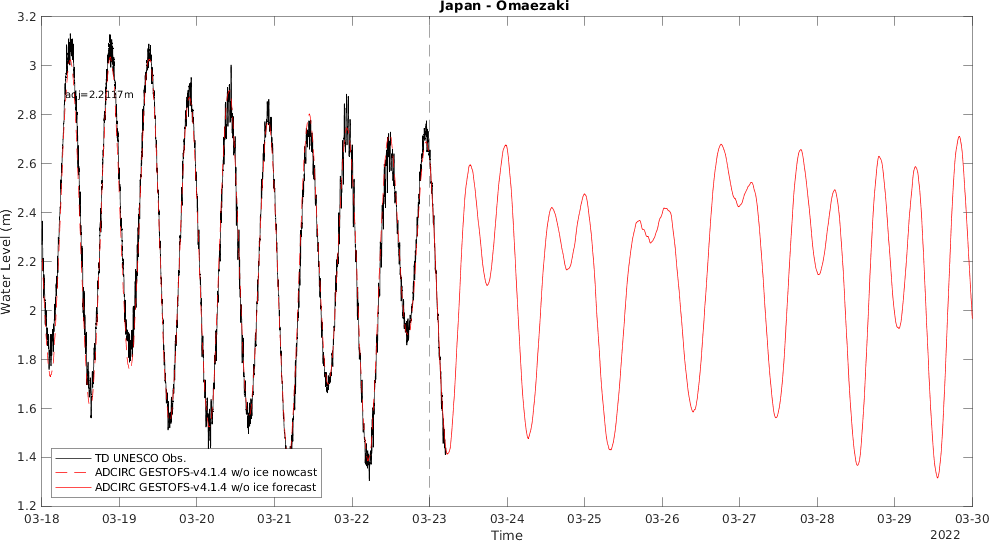 Japan - Omaezaki
3.2
3
2.8
2.6
2.4
2.2
2
1.8
1.6
1.4
1.2
Water Level (m)
adj=2.2117m
TD UNESCO Obs.
ADCIRC GESTOFS-v4.1.4 w/o ice nowcast
ADCIRC GESTOFS-v4.1.4 w/o ice forecast
03-18 03-19 03-20 03-21 03-22 03-23 03-24 03-25 03-26 03-27 03-28 03-29 03-30
Time
2022